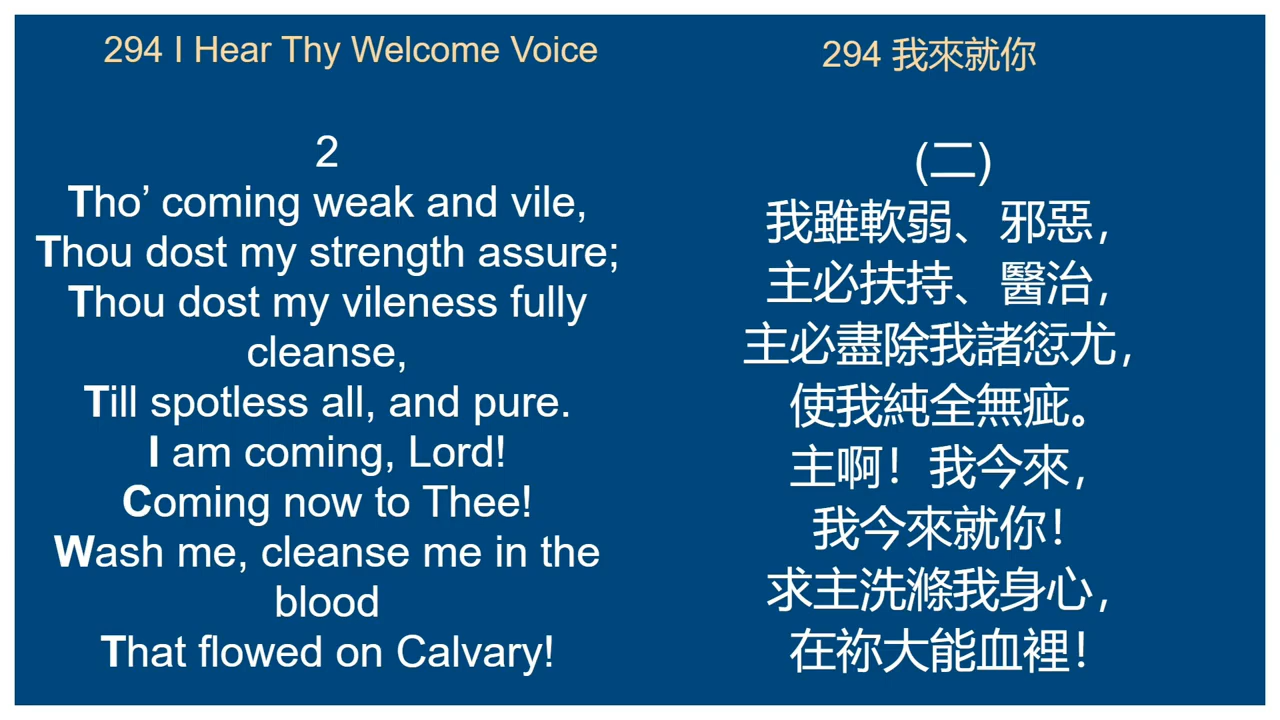 294 I Hear Thy Welcome Voice
2
Tho’ coming weak and vile,
Thou dost my strength assure;
Thou dost my vileness fully
cleanse,
Till spotless all, and pure.
I am coming, Lord!
Coming now to Thee!
Wash me, cleanse me in the
blood
That flowed on Calvary!
294 我來就你
(二)
我雖軟弱、邪惡,
主必扶持、醫治,
主必盡除我諸愆尤,
使我純全無疵。
主啊!我今來,
我今來就你!
求主洗滌我身心,
在祢大能血裡!